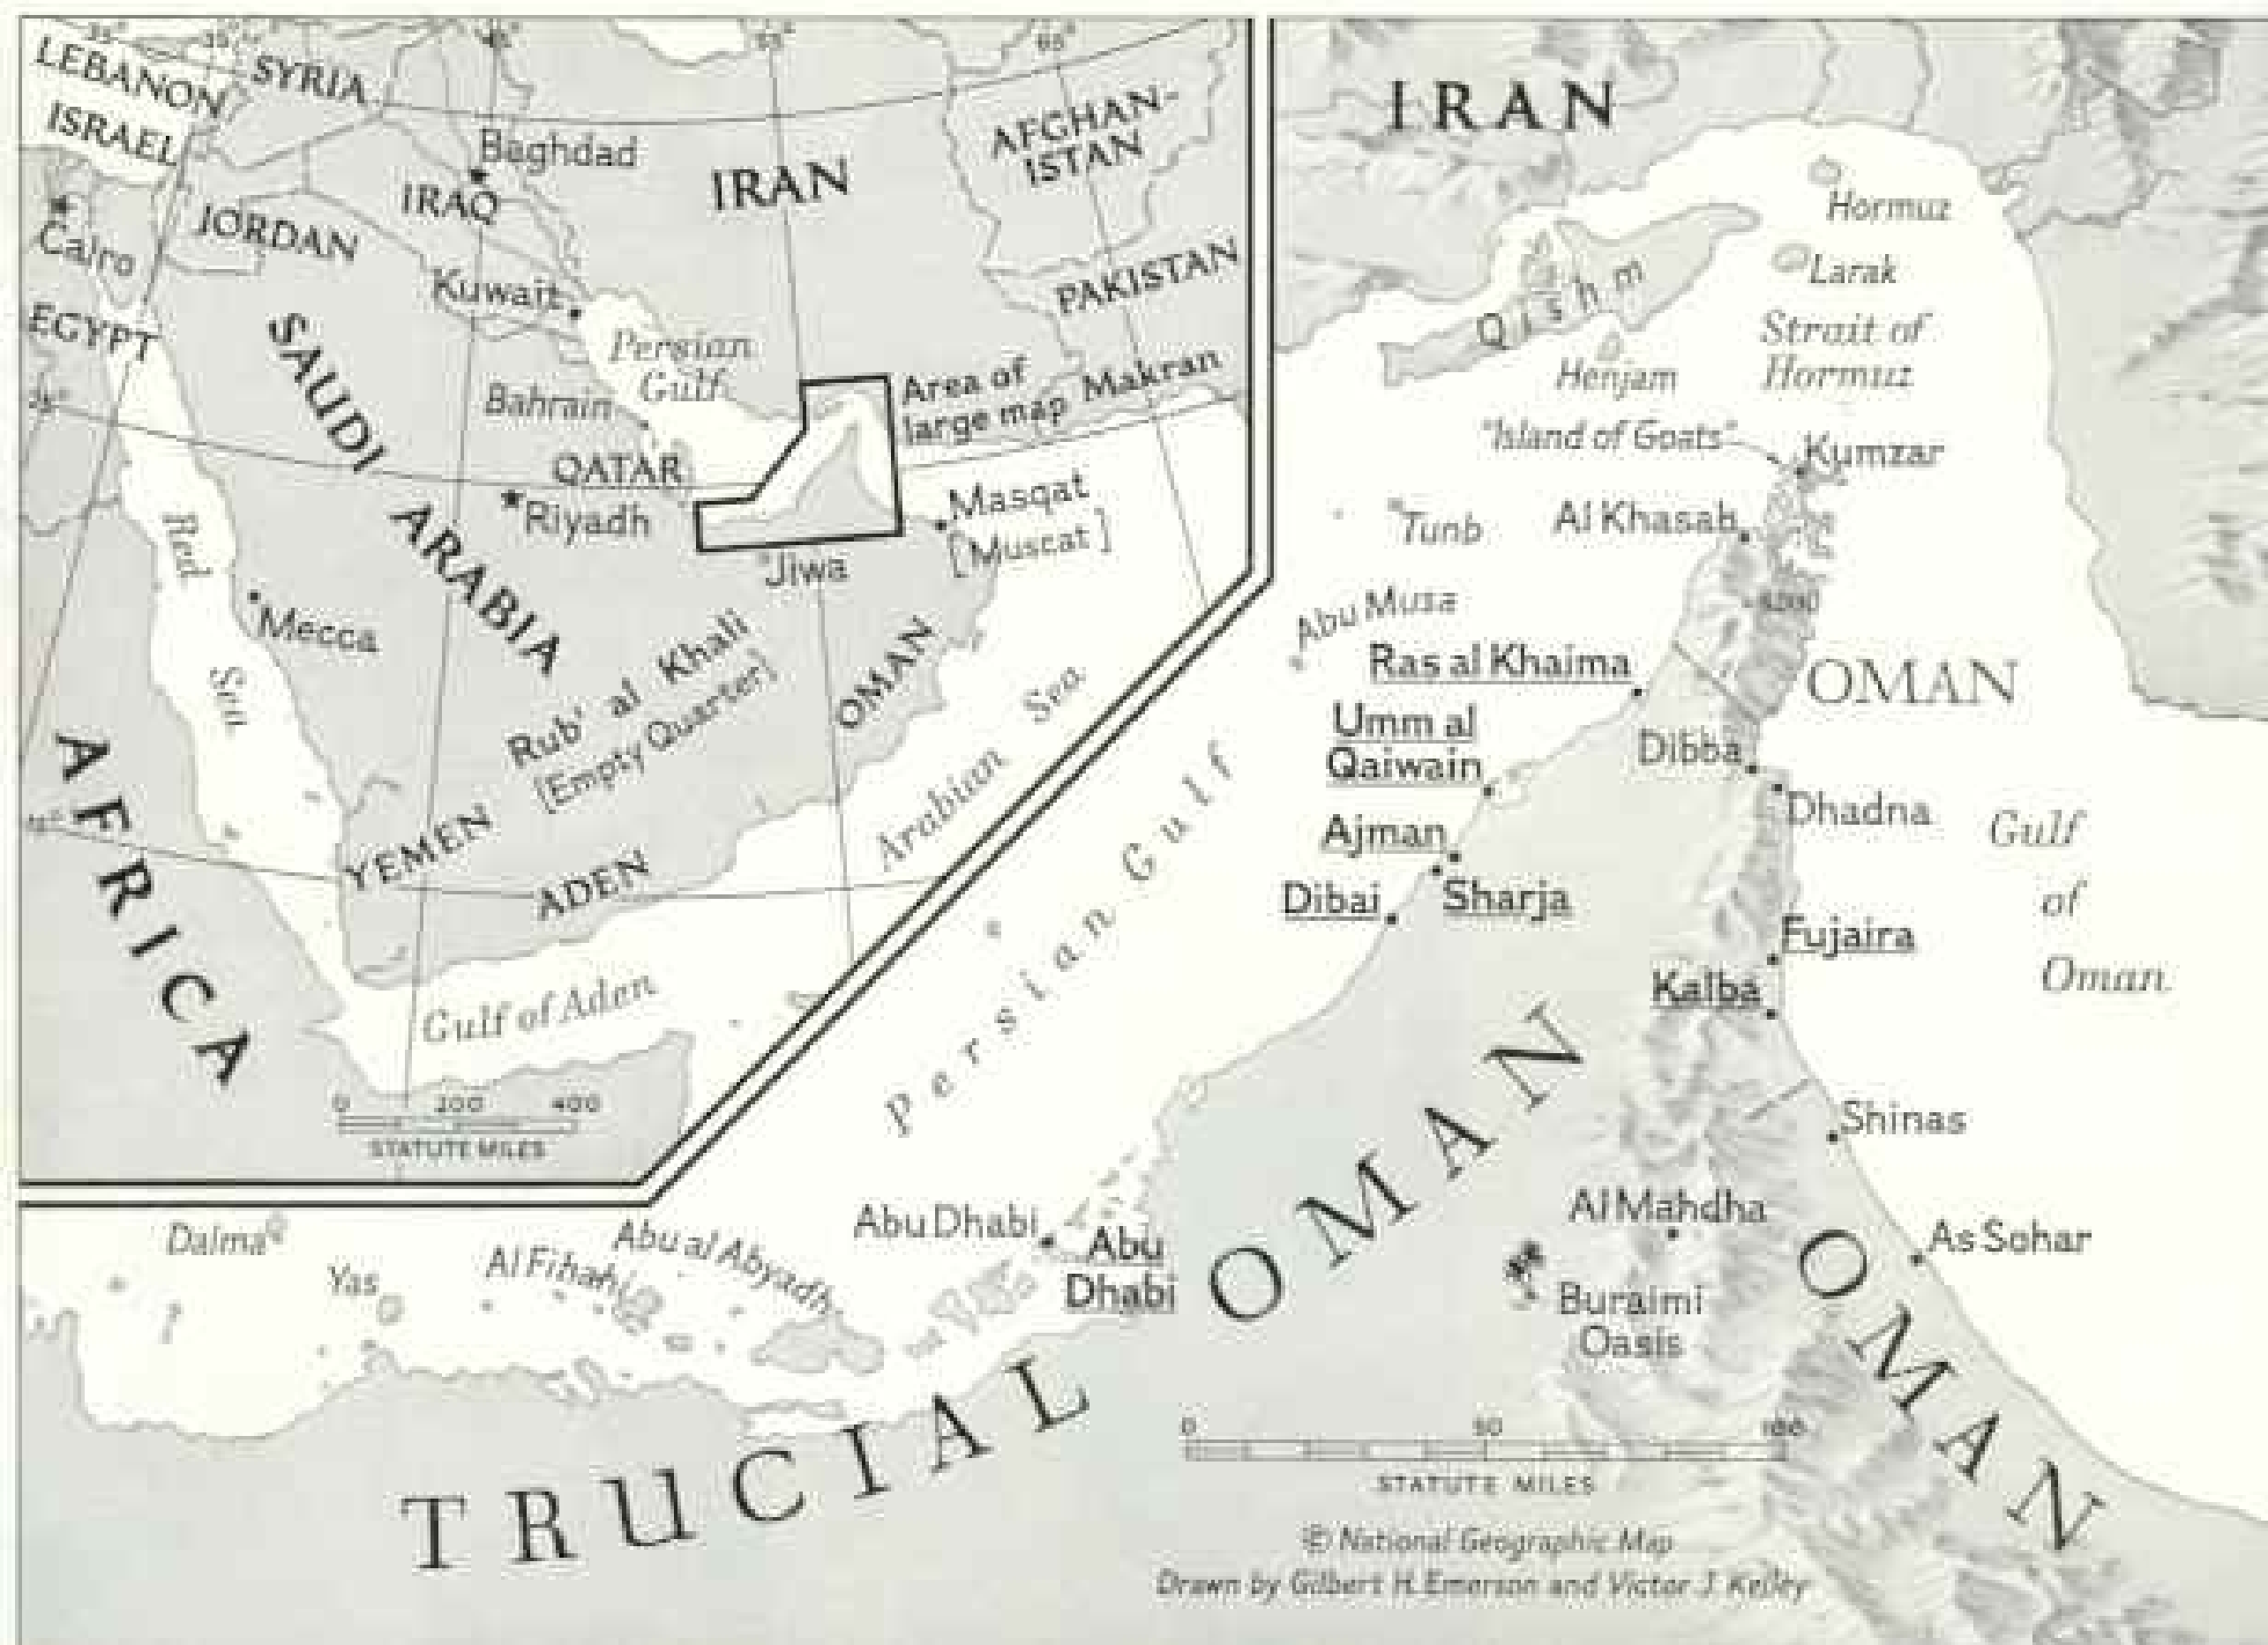 LEBANON
SYRIA
ISRAEL
Baghdad
IRAQ
IRAN
AFGHAN-
ISTAN
JORDAN
Cairo
EGYPT
Kuwait
PAKISTAN
Persian
Gulf
Bahrain
QATAR
Riyadh
Area of
large map
Makran
Masqat
[Muscat]
Jiwa
SAUDI ARABIA
Red Sea
Mecca
Rub' al Khali
[Empty Quarter]
OMAN
Arabian Sea
YEMEN
ADEN
AFRICA
Gulf of Aden
0 200 400
STATUTE MILES
IRAN
Hormuz
Larak
Qishm
Henjam
Strait of
Hormuz
"Island of Goats"
Kumzar
Tunb
Al Khasab
Abu Musa
Ras al Khaima
OMAN
Umm al
Qaiwain
Dibba
Dhadna
Ajman
Sharja
Dibai
Gulf
of
Oman
Fujaira
Kalba
Persian Gulf
Shinas
Al Mahdha
As Sohar
Buraimi
Oasis
OMAN
Dalma
Yas
Al Fihahi
Abu al Abyadh
Abu Dhabi
Abu
Dhabi
TRUCIAL OMAN
0 50 100
STATUTE MILES
© National Geographic Map
Drawn by Gilbert H. Emerson and Victor J. Kelley